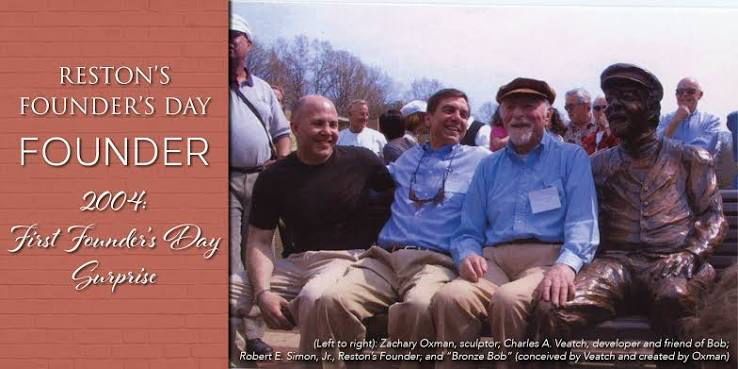 RESTON'S
FOUNDER'S DAY
FOUNDER
2004:
First Founder's Day
Surprise
(Left to right): Zachary Oxman, sculptor; Charles A. Veatch, developer and friend of Bob;
Robert E. Simon, Jr., Reston's Founder; and "Bronze Bob" (conceived by Veatch and created by Oxman)